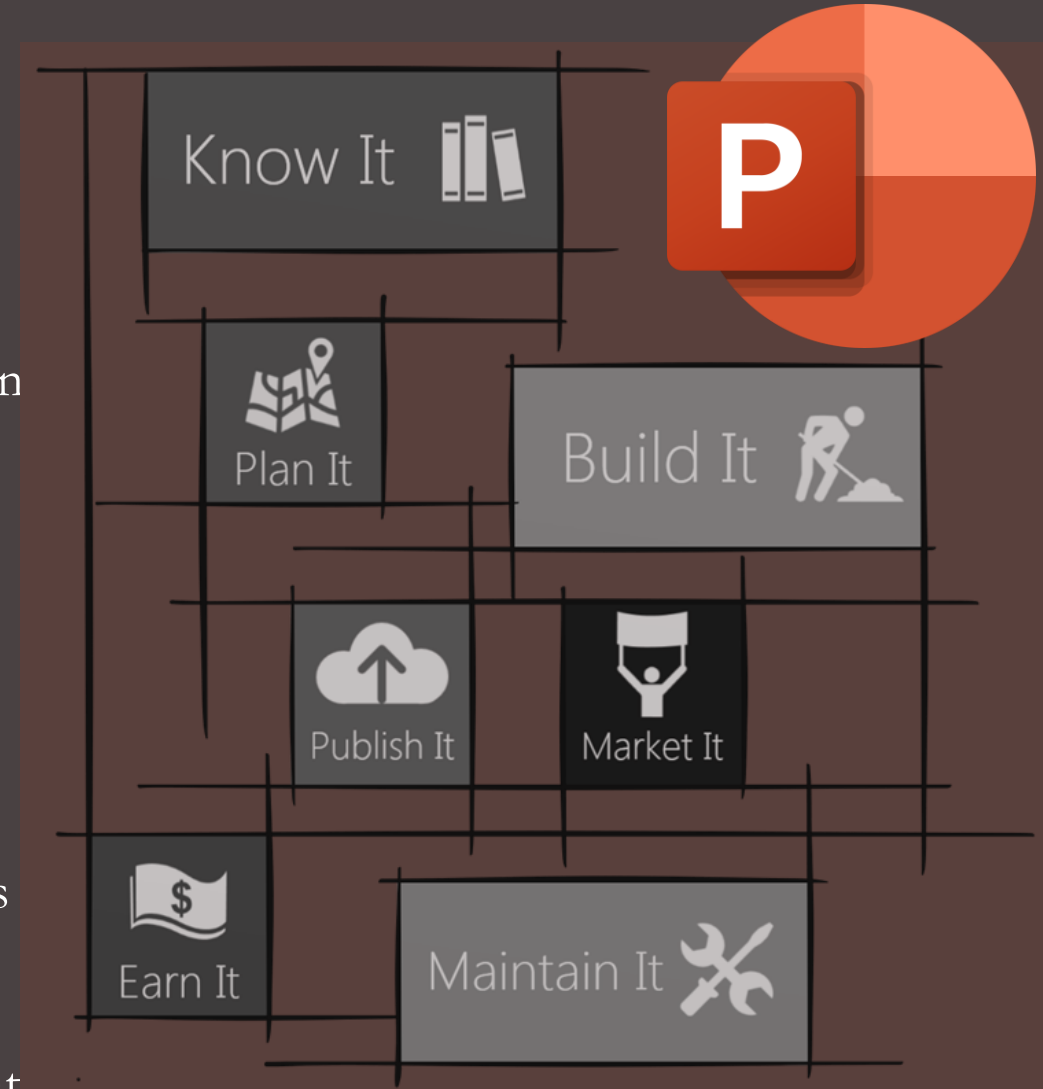 Know It
P
n
Plan It
Build It
Publish It
Market It
s
$
Earn It
Maintain It
t